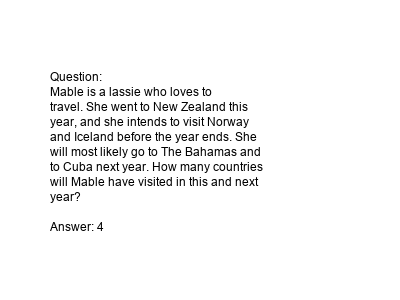 Question:
Mable is a lassie who loves to
travel. She went to New Zealand this
year, and she intends to visit Norway
and Iceland before the year ends. She
will most likely go to The Bahamas and
to Cuba next year. How many countries
will Mable have visited in this and next
year?

Answer: 4